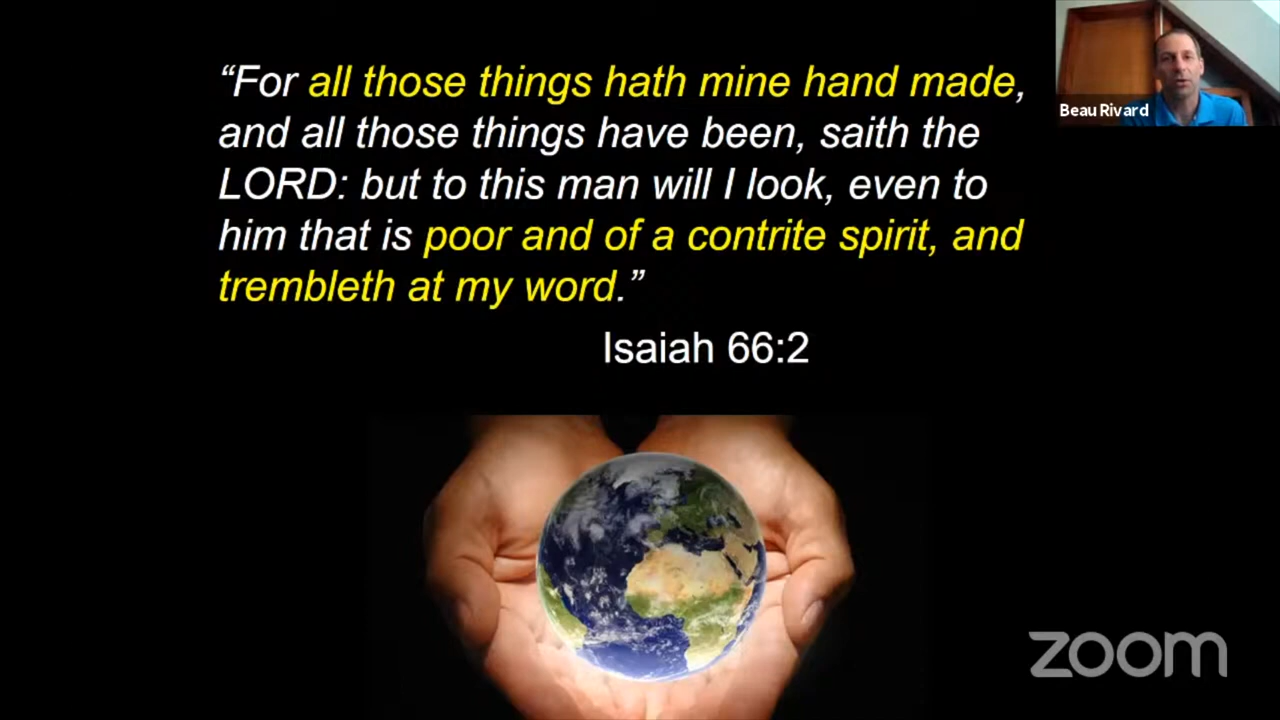 “For all those things hath mine hand made,
and all those things have been, saith the
LORD: but to this man will I look, even to
him that is poor and of a contrite spirit, and
trembleth at my word.”
Isaiah 66:2
Beau Rivard
zoom